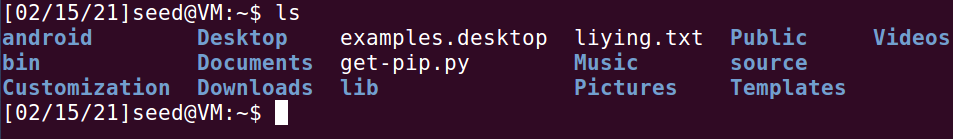 [02/15/21]seed@VM:~$ ls
android Desktop examples.desktop liying.txt Public Videos
bin Documents get-pip.py Music source
Customization Downloads lib Pictures Templates
[02/15/21]seed@VM:~$